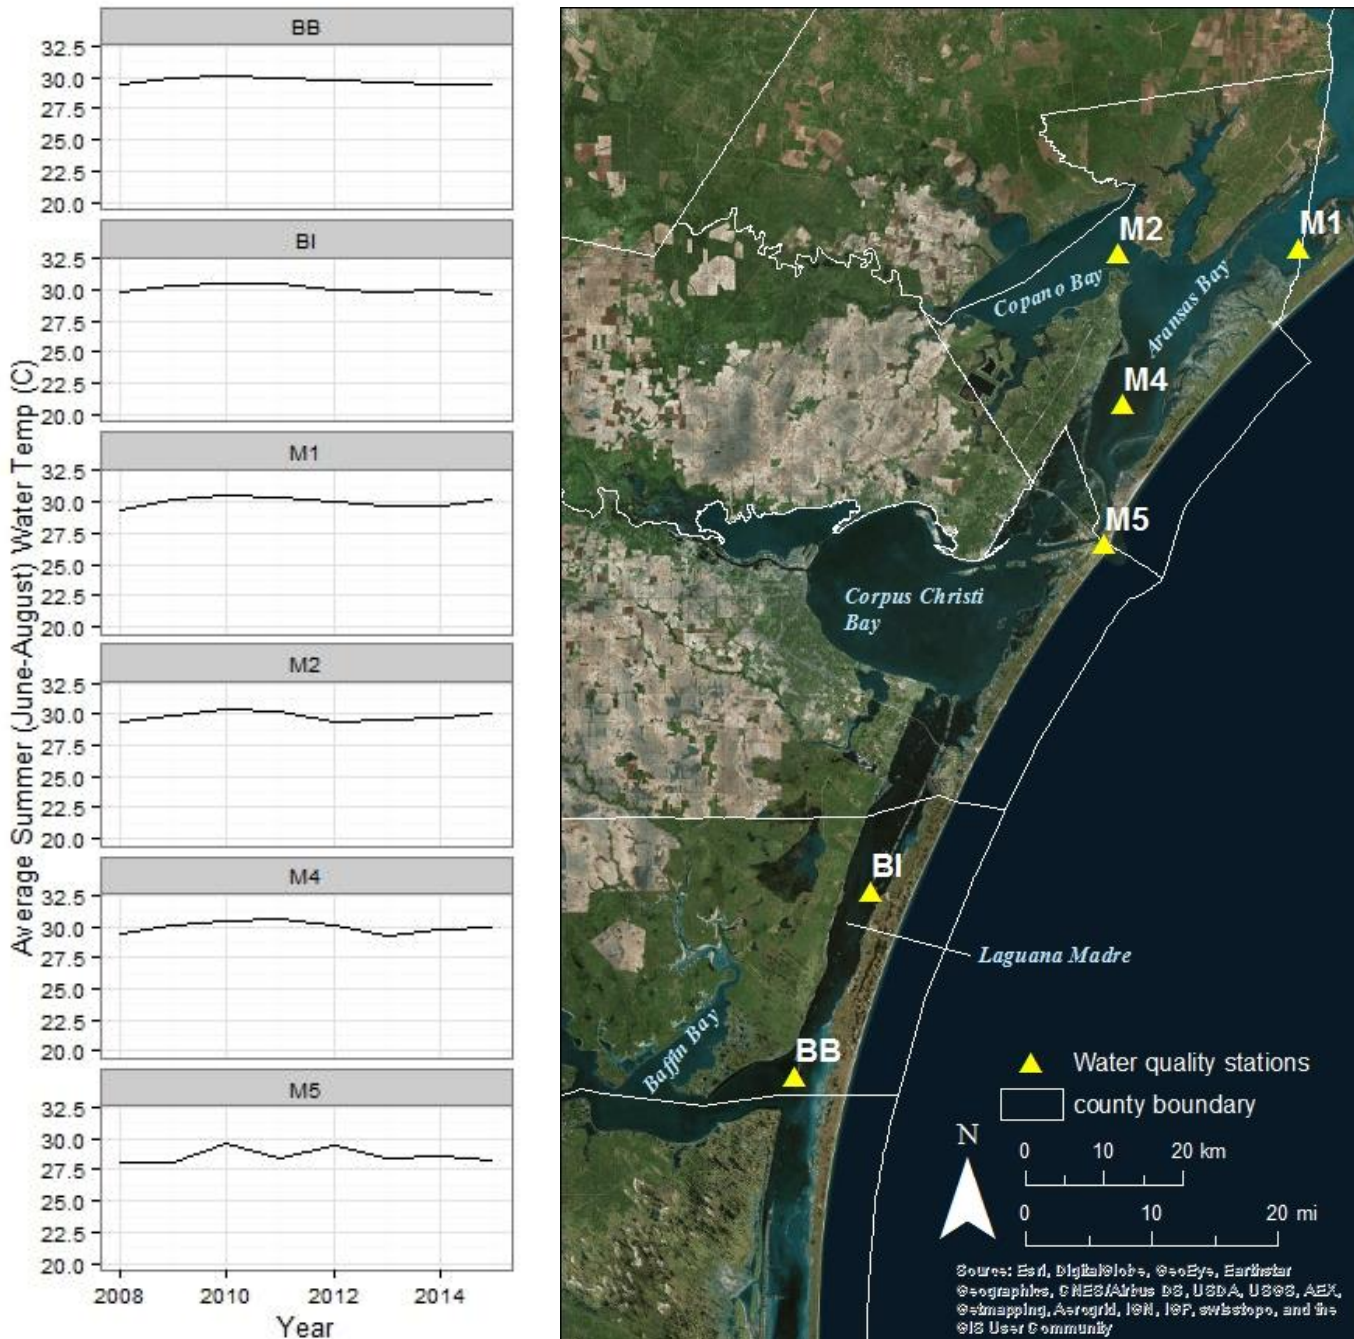 BB
32.5
30.0
27.5
25.0
22.5
20.0
BI
32.5
30.0
27.5
25.0
22.5
20.0
M1
32.5
30.0
27.5
25.0
22.5
20.0
M2
32.5
30.0
27.5
25.0
22.5
20.0
M4
32.5
30.0
27.5
25.0
22.5
20.0
M5
32.5
30.0
27.5
25.0
22.5
20.0
2008 2010 2012 2014
Year
Average Summer (June-August) Water Temp (C)
M2
M1
Copano Bay
Aransas Bay
M4
M5
Corpus Christi
Bay
BI
Laguana Madre
Baffin Bay
BB
Water quality stations
county boundary
N
0 10 20 km
0 10 20 mi
Source: Esri, DigitalGlobe, GeoEye, Earthstar
Geographics, CNES/Airbus DS, USDA, USGS, AEX,
Getmapping, Aerogrid, IGN, IGP, swisstopo, and the
GIS User Community